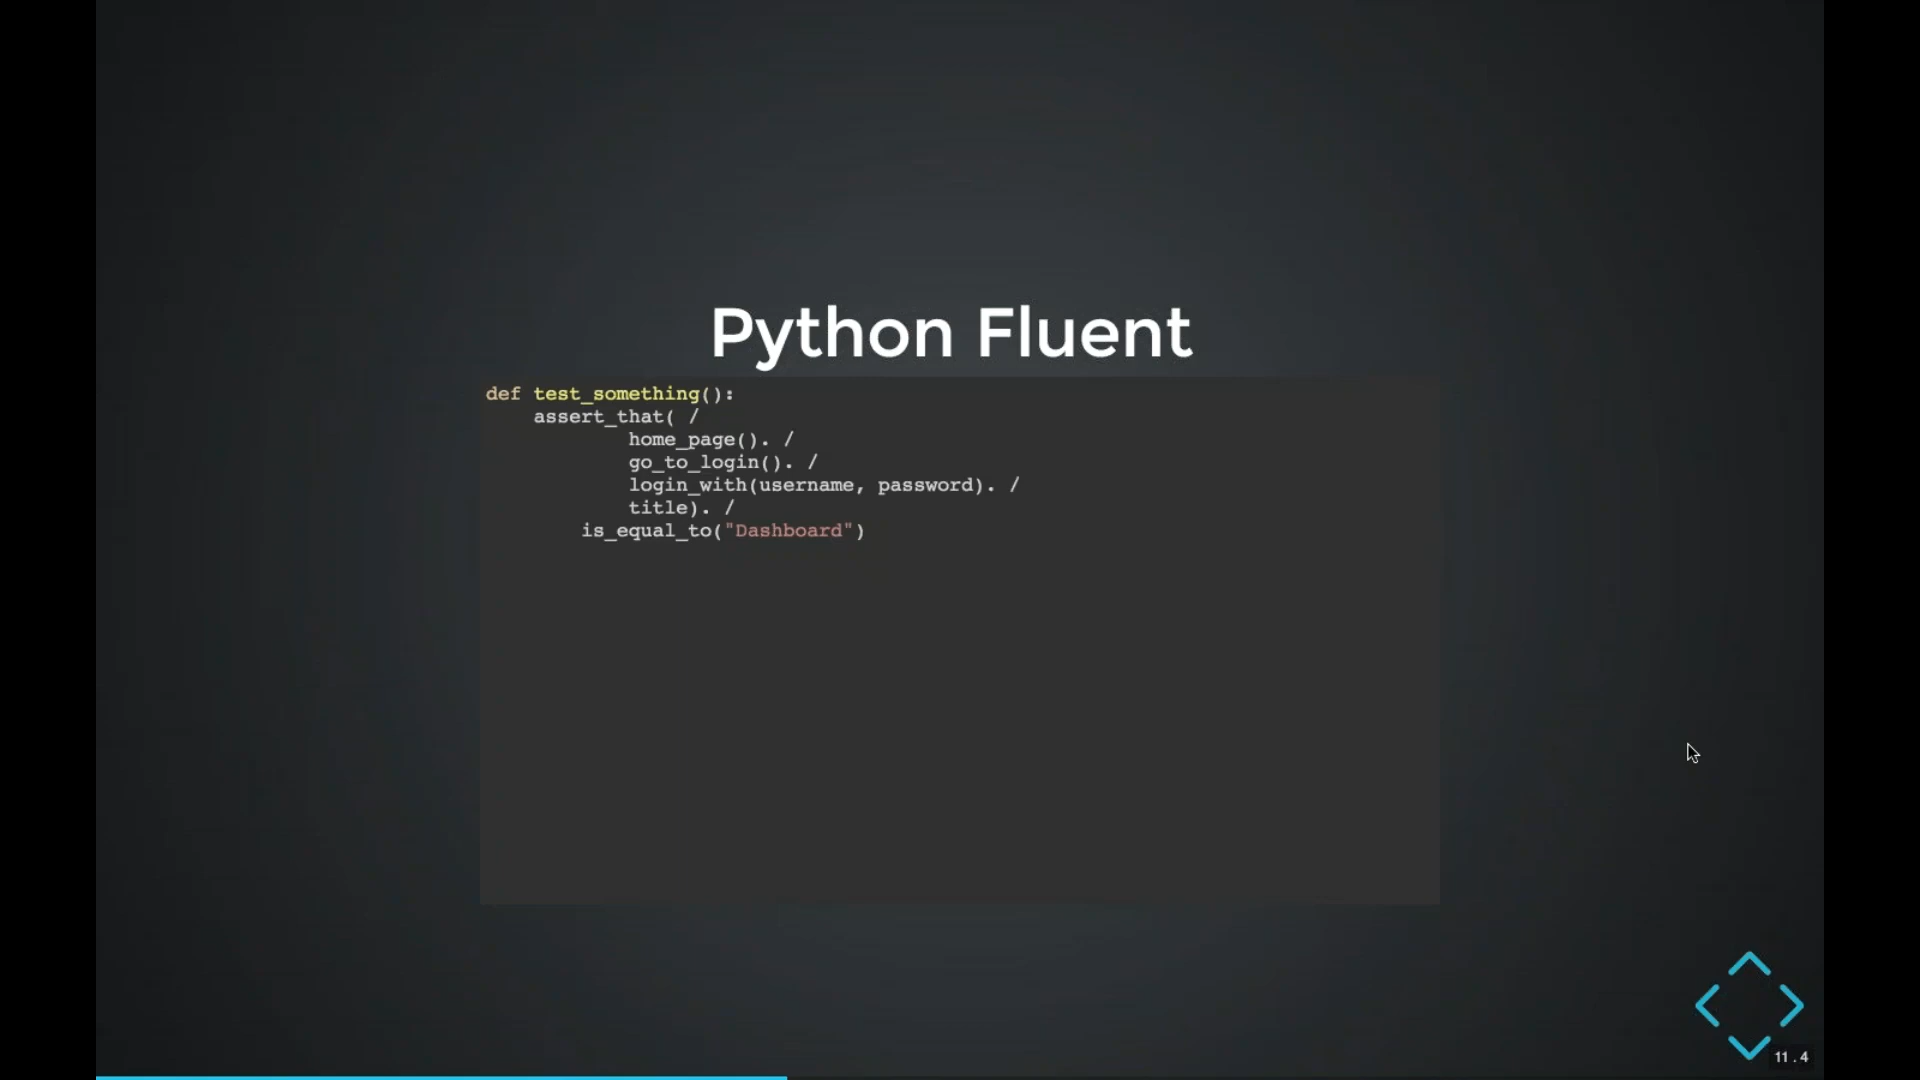 Python Fluent
def test_something():
    assert_that( /
            home_page(). /
            go_to_login(). /
            login_with(username, password). /
            title). /
        is_equal_to("Dashboard")
11.4